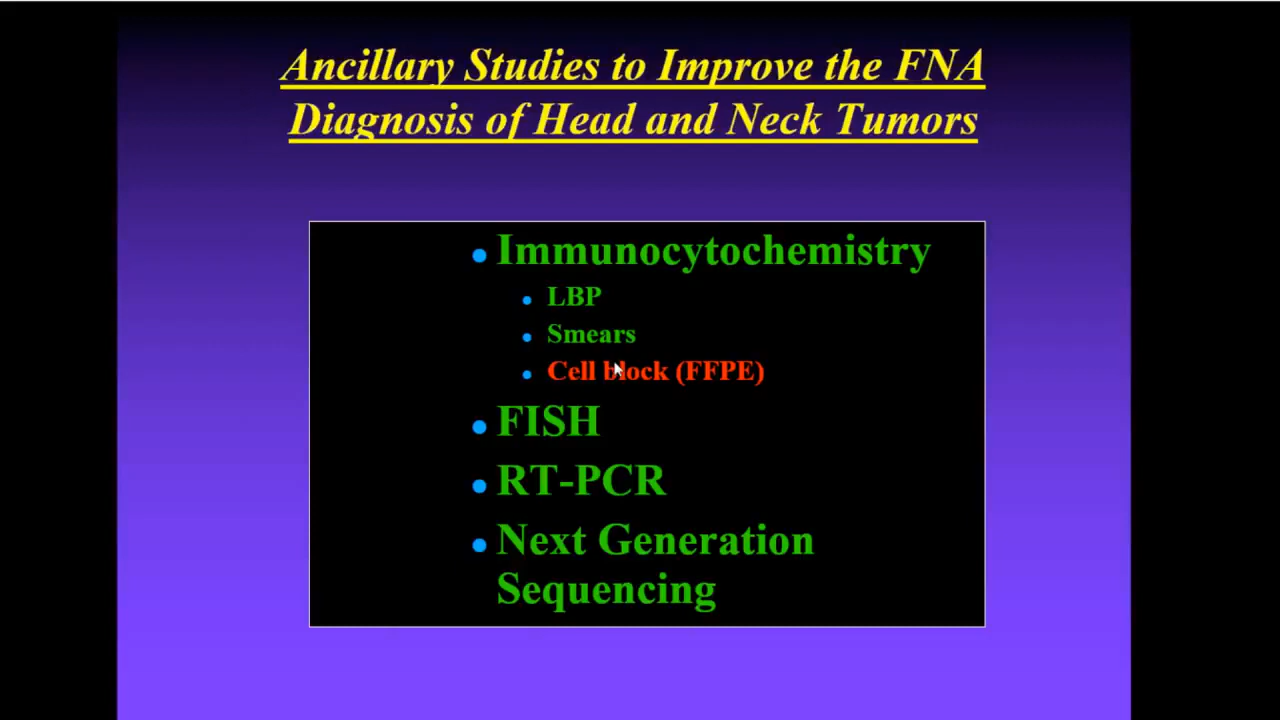 Ancillary Studies to Improve the FNA
Diagnosis of Head and Neck Tumors
Immunocytochemistry
LBP
Smears
Cell block (FFPE)
FISH
RT-PCR
Next Generation
Sequencing